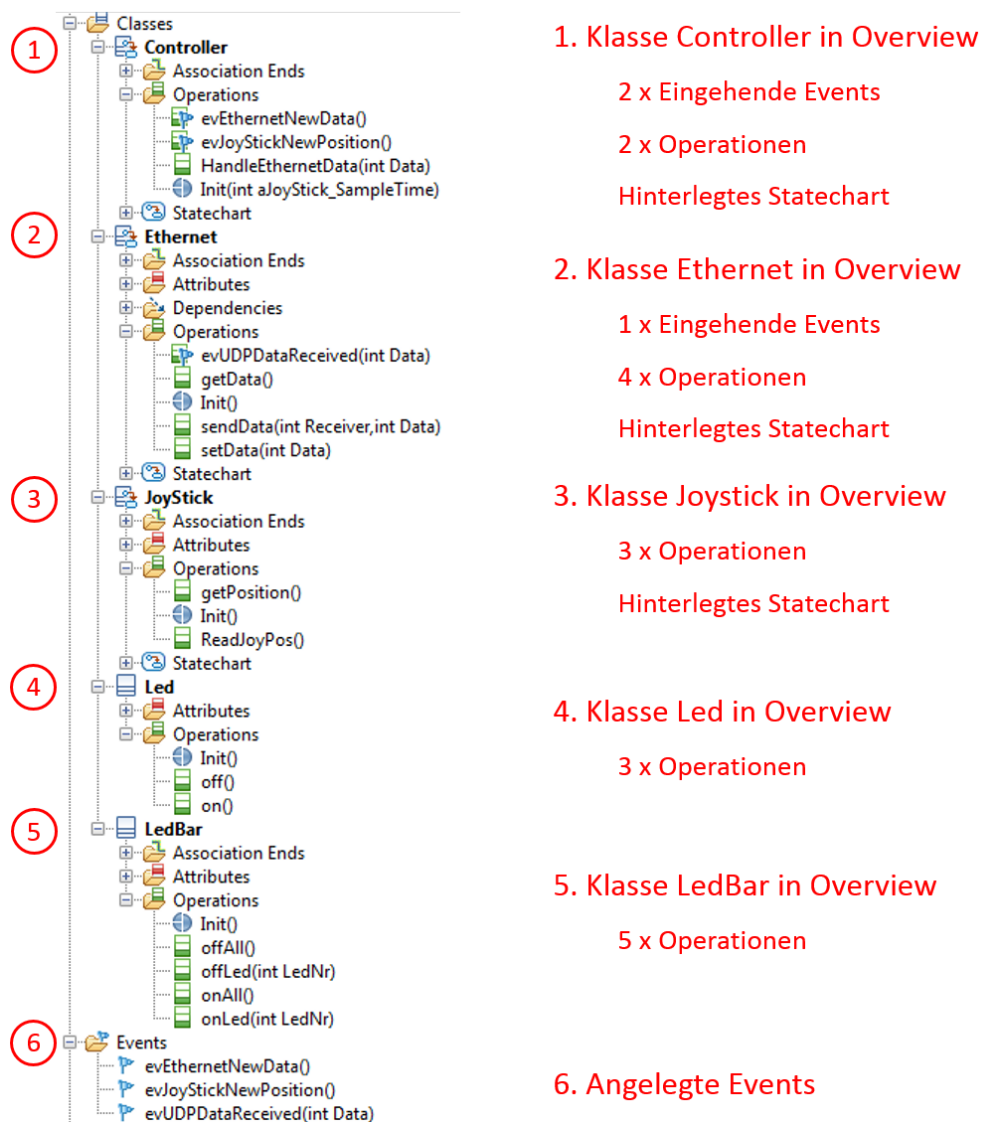 Classes
1
Controller
Association Ends
Operations
evEthernetNewData()
evJoyStickNewPosition()
HandleEthernetData(int Data)
Init(int aJoyStick_SampleTime)
Statechart
2
Ethernet
Association Ends
Attributes
Dependencies
Operations
evUDPDataReceived(int Data)
getData()
Init()
sendData(int Receiver,int Data)
setData(int Data)
Statechart
3
JoyStick
Association Ends
Attributes
Operations
getPosition()
Init()
ReadJoyPos()
Statechart
4
Led
Attributes
Operations
Init()
off()
on()
5
LedBar
Association Ends
Attributes
Operations
Init()
offAll()
offLed(int LedNr)
onAll()
onLed(int LedNr)
6
Events
evEthernetNewData()
evJoyStickNewPosition()
evUDPDataReceived(int Data)
1. Klasse Controller in Overview
2 x Eingehende Events
2 x Operationen
Hinterlegtes Statechart
2. Klasse Ethernet in Overview
1 x Eingehende Events
4 x Operationen
Hinterlegtes Statechart
3. Klasse Joystick in Overview
3 x Operationen
Hinterlegtes Statechart
4. Klasse Led in Overview
3 x Operationen
5. Klasse LedBar in Overview
5 x Operationen
6. Angelegte Events